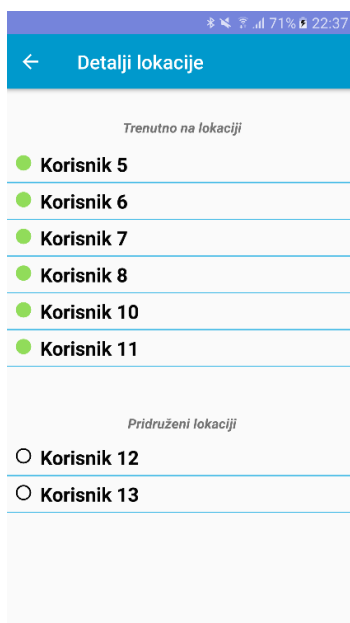 71% 22:37
Detalji lokacije
Trenutno na lokaciji
Korisnik 5
Korisnik 6
Korisnik 7
Korisnik 8
Korisnik 10
Korisnik 11
Pridruženi lokaciji
Korisnik 12
Korisnik 13